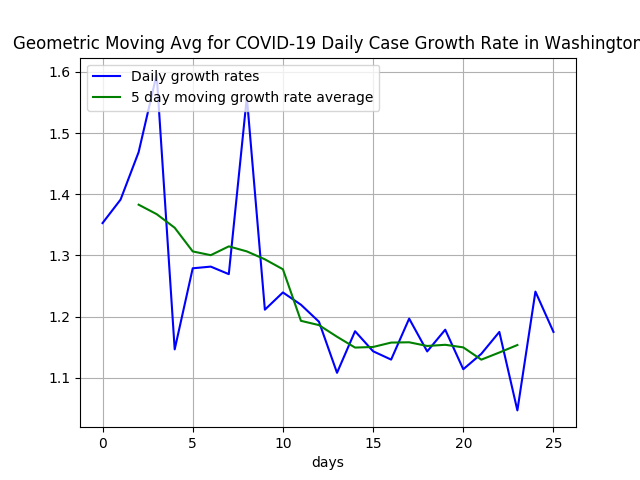 Geometric Moving Avg for COVID-19 Daily Case Growth Rate in Washington
Daily growth rates
5 day moving growth rate average
1.6
1.5
1.4
1.3
1.2
1.1
0 5 10 15 20 25
days